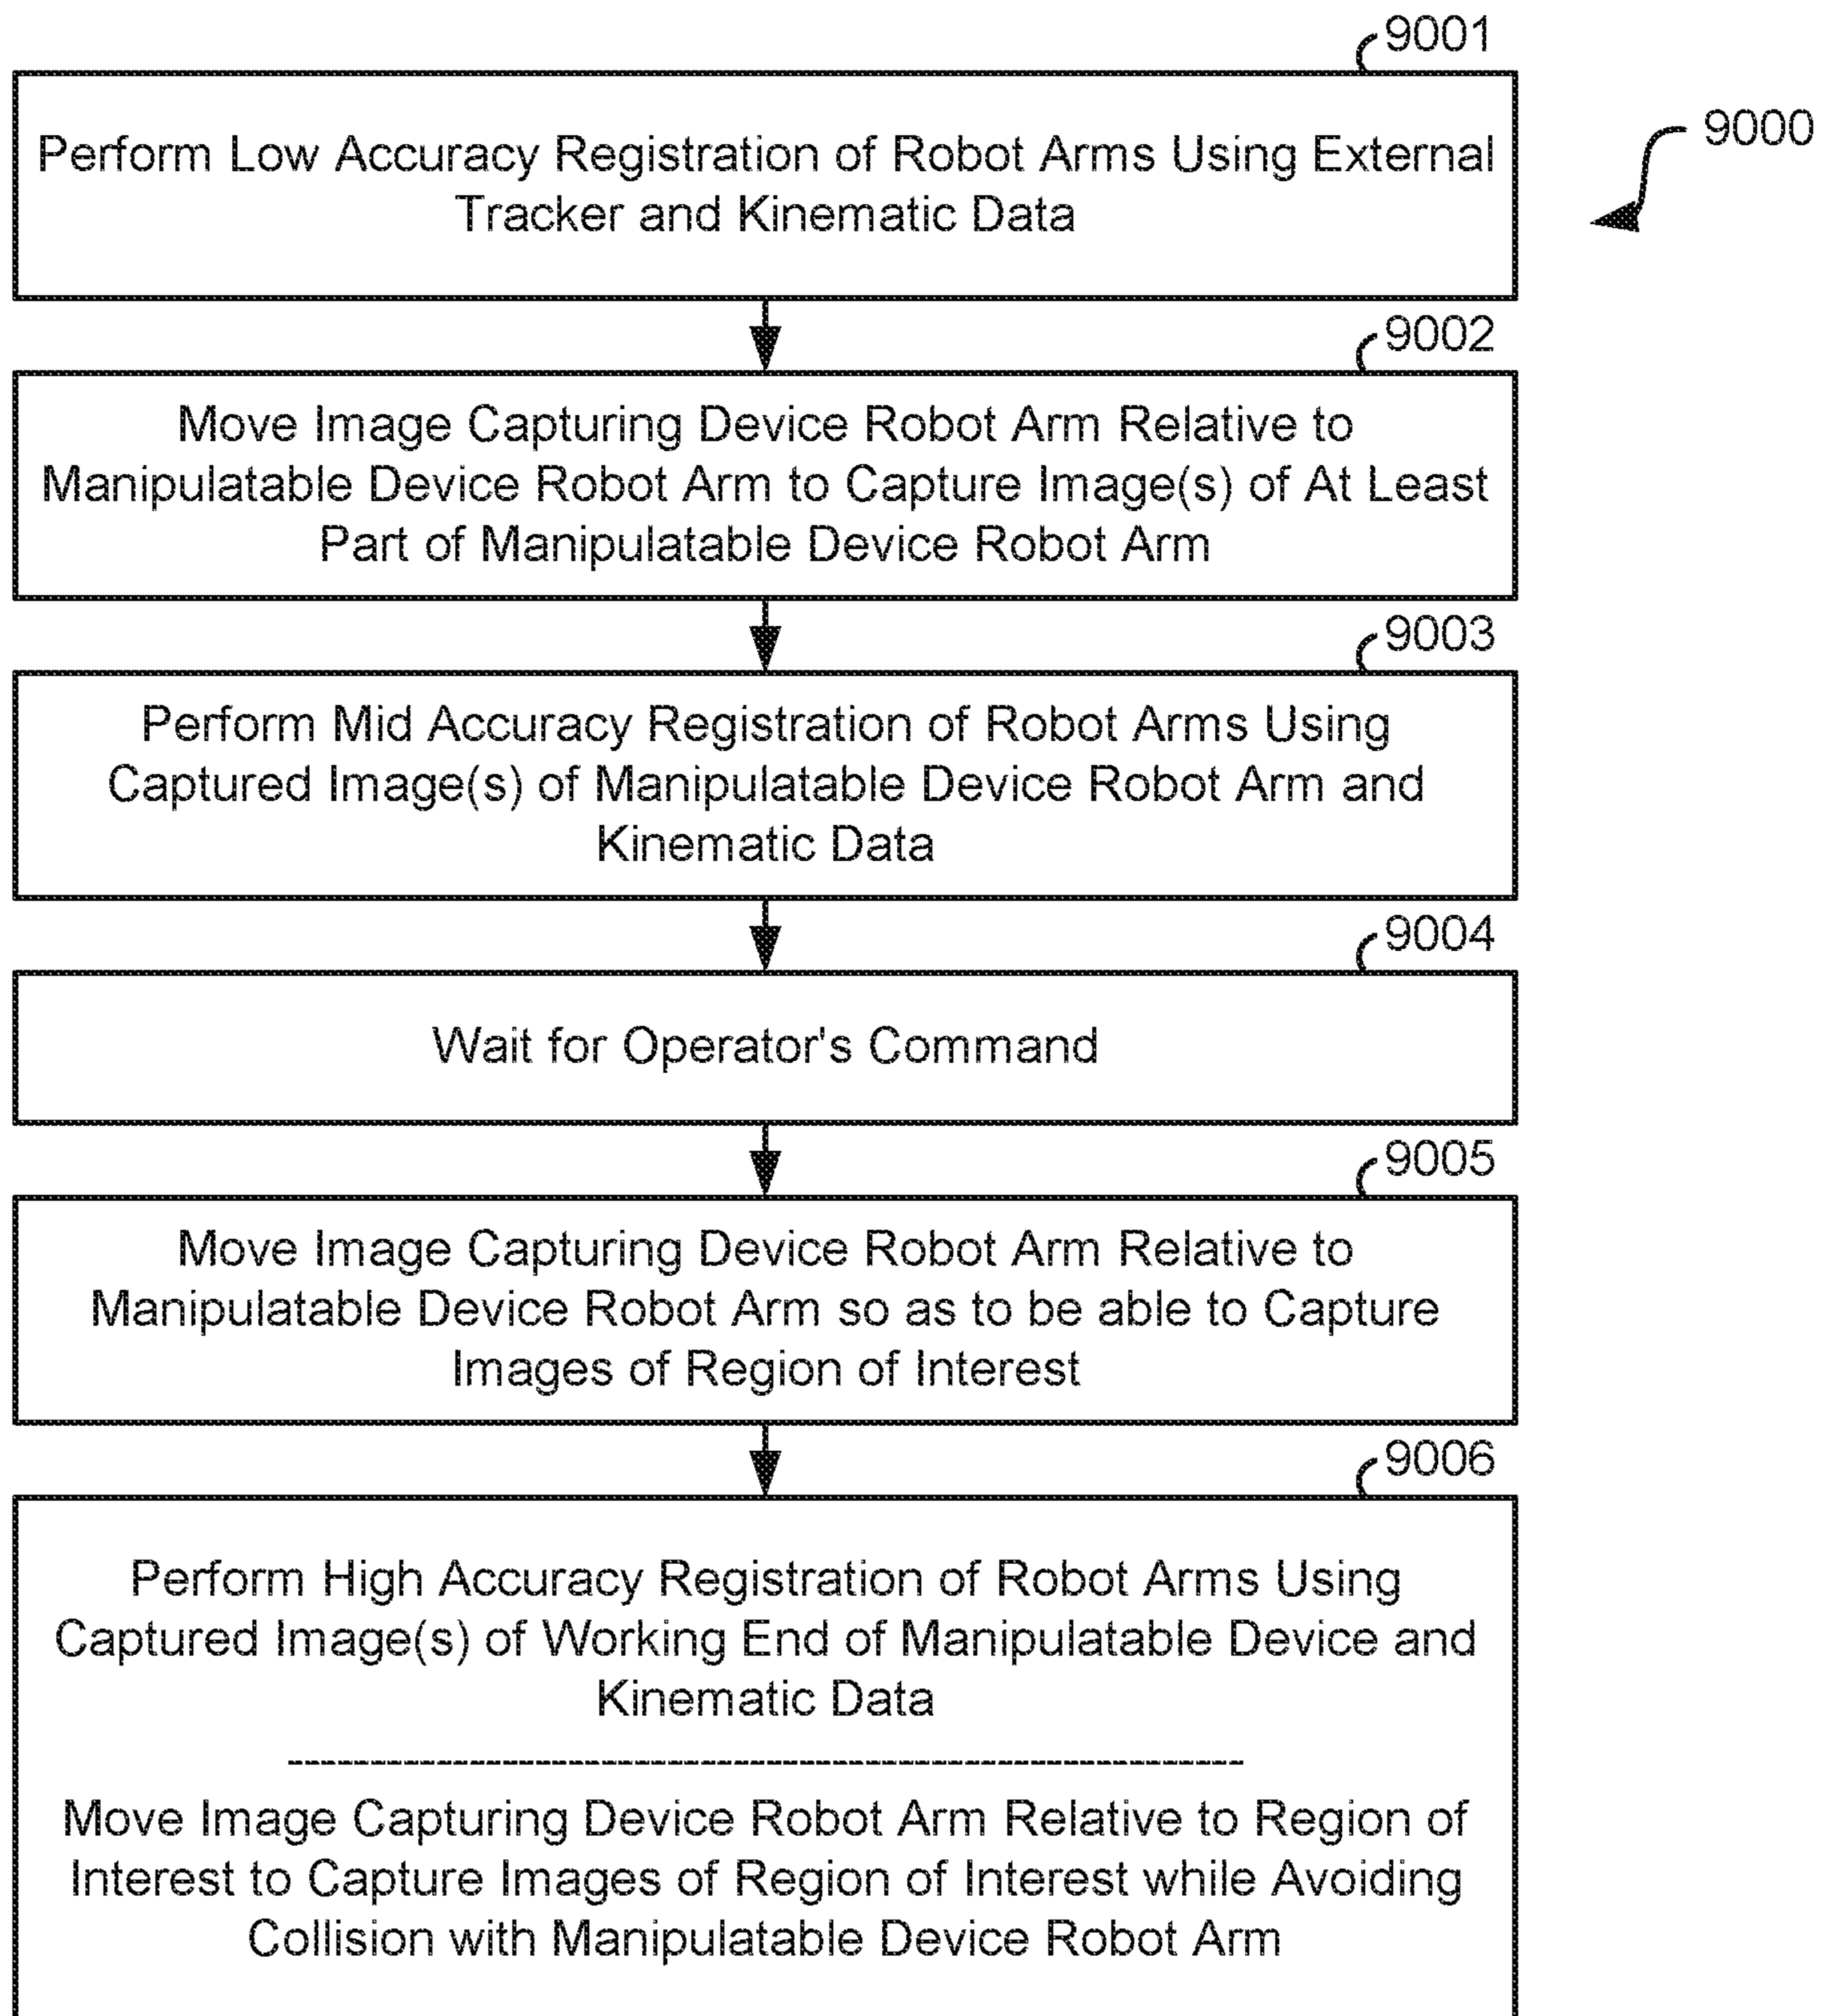 9001
9000
Perform Low Accuracy Registration of Robot Arms Using External
Tracker and Kinematic Data
9002
Move Image Capturing Device Robot Arm Relative to
Manipulatable Device Robot Arm to Capture Image(s) of At Least
Part of Manipulatable Device Robot Arm
9003
Perform Mid Accuracy Registration of Robot Arms Using
Captured Image(s) of Manipulatable Device Robot Arm and
Kinematic Data
9004
Wait for Operator's Command
9005
Move Image Capturing Device Robot Arm Relative to
Manipulatable Device Robot Arm so as to be able to Capture
Images of Region of Interest
9006
Perform High Accuracy Registration of Robot Arms Using
Captured Image(s) of Working End of Manipulatable Device and
Kinematic Data
Move Image Capturing Device Robot Arm Relative to Region of
Interest to Capture Images of Region of Interest while Avoiding
Collision with Manipulatable Device Robot Arm